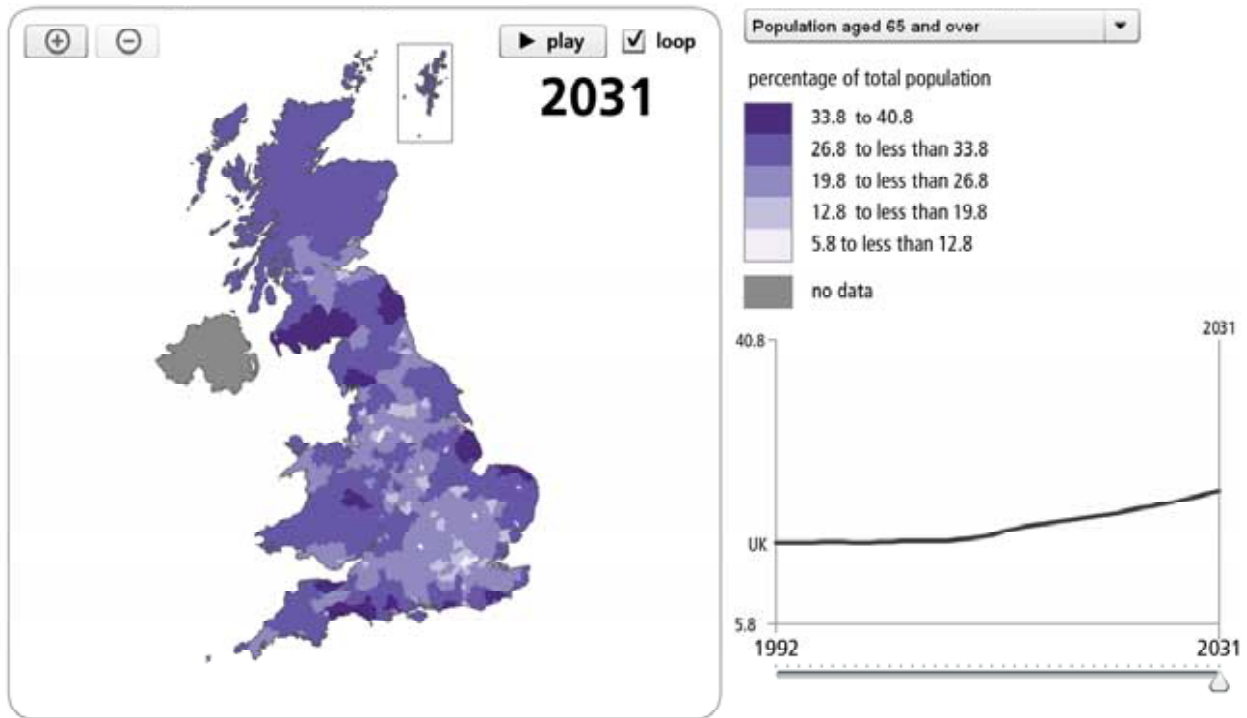 play
loop
2031
Population aged 65 and over
percentage of total population
33.8 to 40.8
26.8 to less than 33.8
19.8 to less than 26.8
12.8 to less than 19.8
5.8 to less than 12.8
no data
2031
40.8
UK
5.8
1992
2031